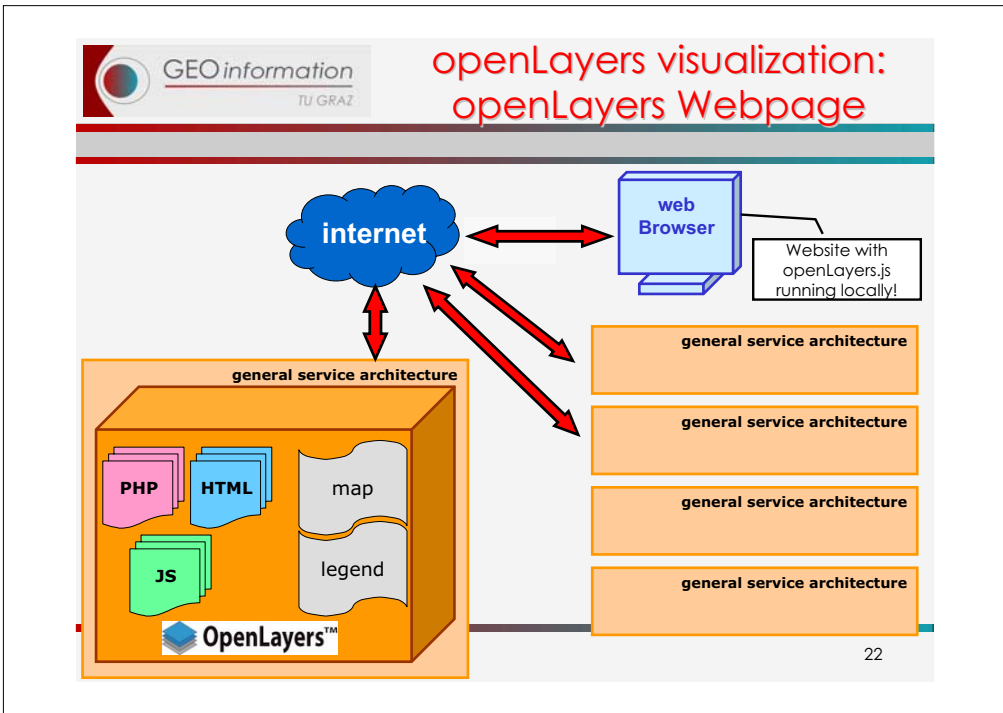 GEOinformation
TU GRAZ
openLayers visualization:
openLayers Webpage
internet
web
Browser
Website with
openLayers.js
running locally!
general service architecture
PHP
HTML
map
JS
legend
OpenLayers™
general service architecture
general service architecture
general service architecture
general service architecture
22